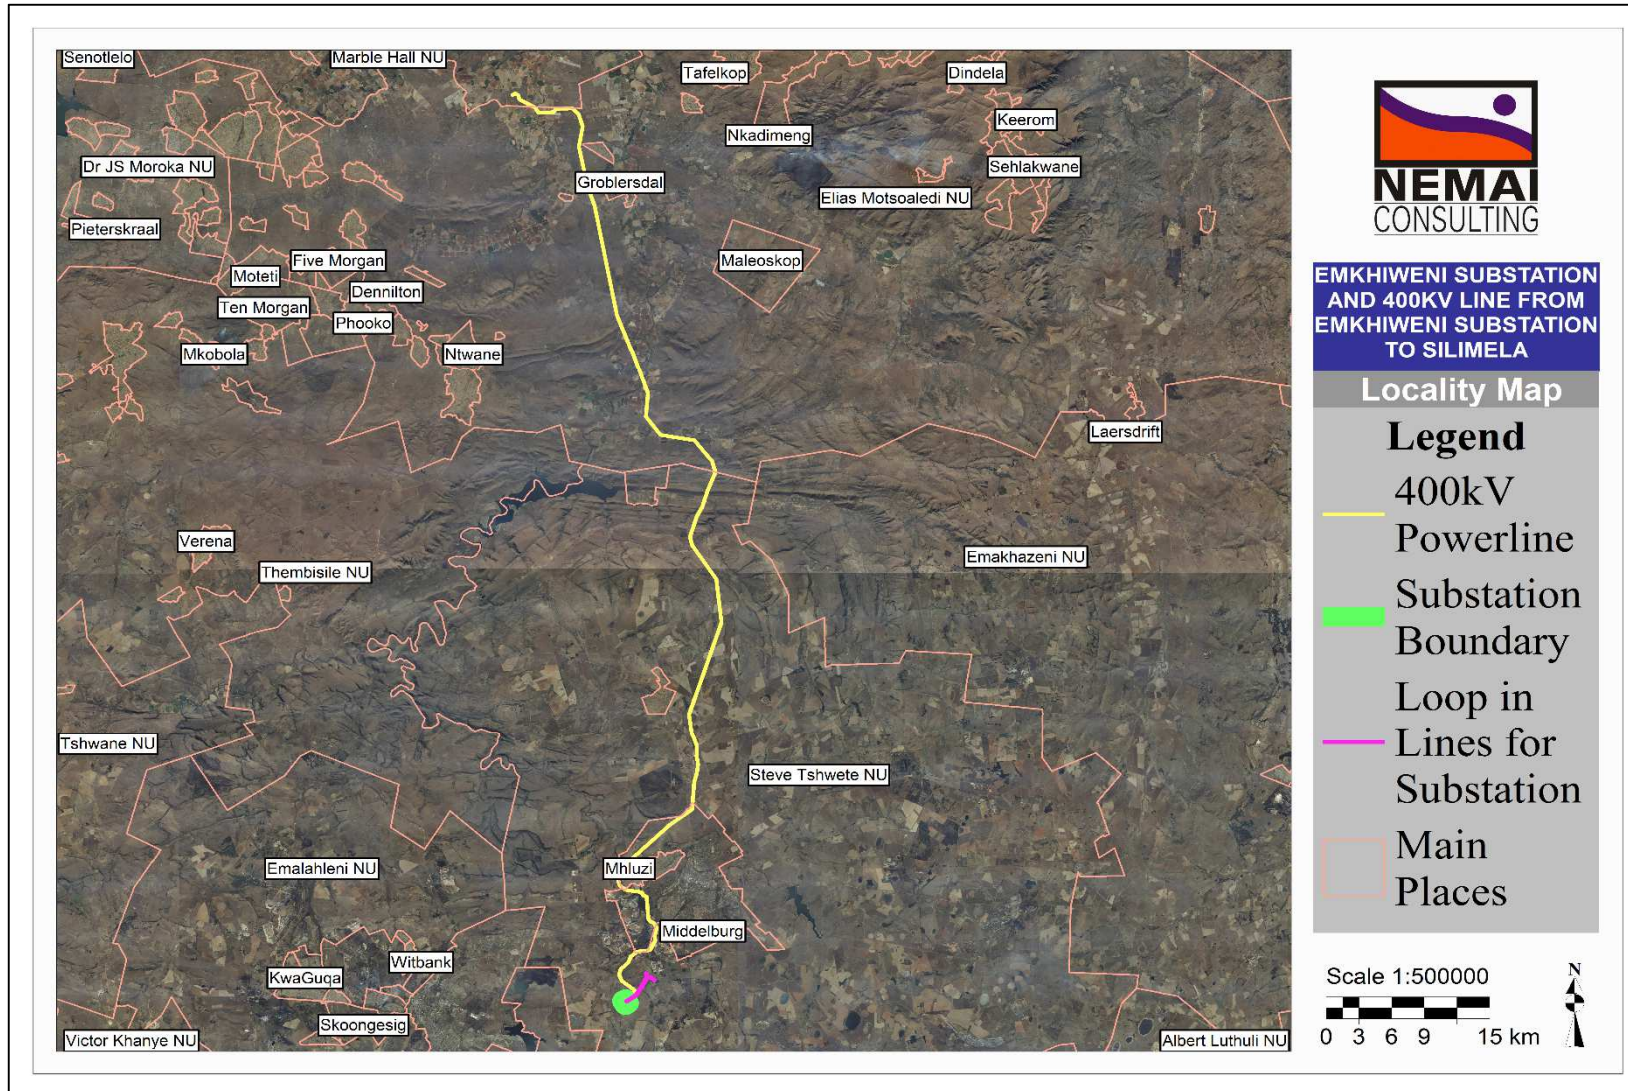 Senotlelo
Marble Hall NU
Tafelkop
Dindela
Keerom
Nkadimeng
Dr JS Moroka NU
Sehlakwane
Groblersdal
Elias Motsoaledi NU
Pieterskraal
Five Morgan
Maleoskop
Moteti
Dennilton
Ten Morgan
Phooko
Mkobola
Ntwane
Laersdrift
Verena
Emakhazeni NU
Thembisile NU
Tshwane NU
Steve Tshwete NU
Emalahleni NU
Mhluzi
Middelburg
Witbank
KwaGuqa
Skoongesig
Victor Khanye NU
Albert Luthuli NU
NEMAI
CONSULTING
EMKHIWENI SUBSTATION
AND 400KV LINE FROM
EMKHIWENI SUBSTATION
TO SILIMELA
Locality Map
Legend
400kV
Powerline
Substation
Boundary
Loop in
Lines for
Substation
Main
Places
Scale 1:500000
N
0 3 6 9 15 km